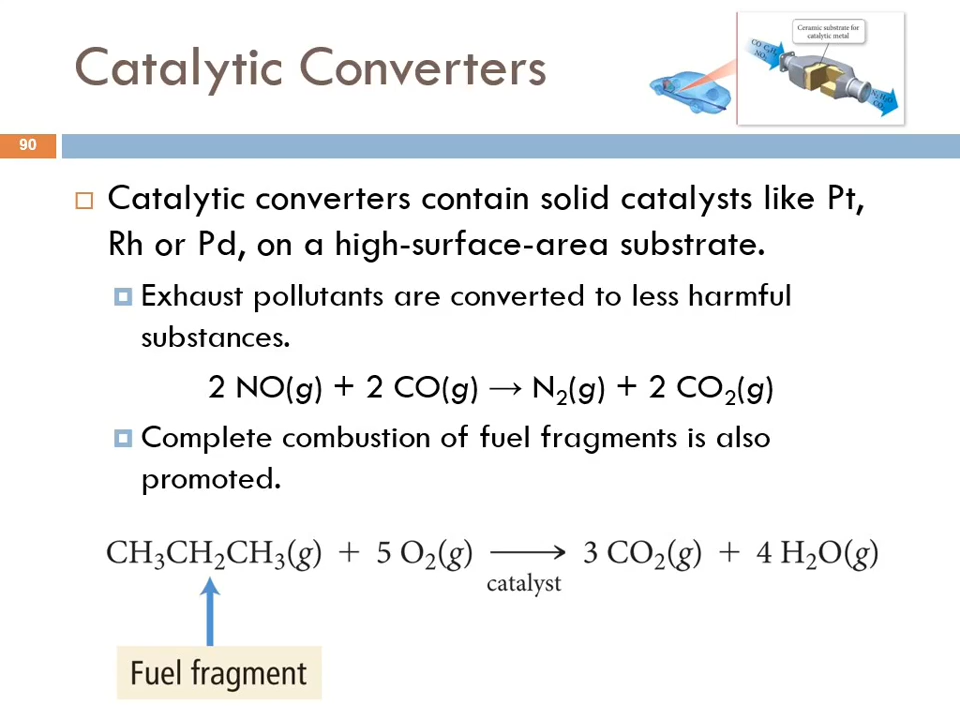 Catalytic Converters
Ceramic substrate for
catalytic metal
90
Catalytic converters contain solid catalysts like Pt,
Rh or Pd, on a high-surface-area substrate.
Exhaust pollutants are converted to less harmful
substances.
2 NO(g) + 2 CO(g) → N₂(g) + 2 CO₂(g)
Complete combustion of fuel fragments is also
promoted.
CH₃CH₂CH₃(g) + 5 O₂(g) ⟶ 3 CO₂(g) + 4 H₂O(g)
catalyst
Fuel fragment